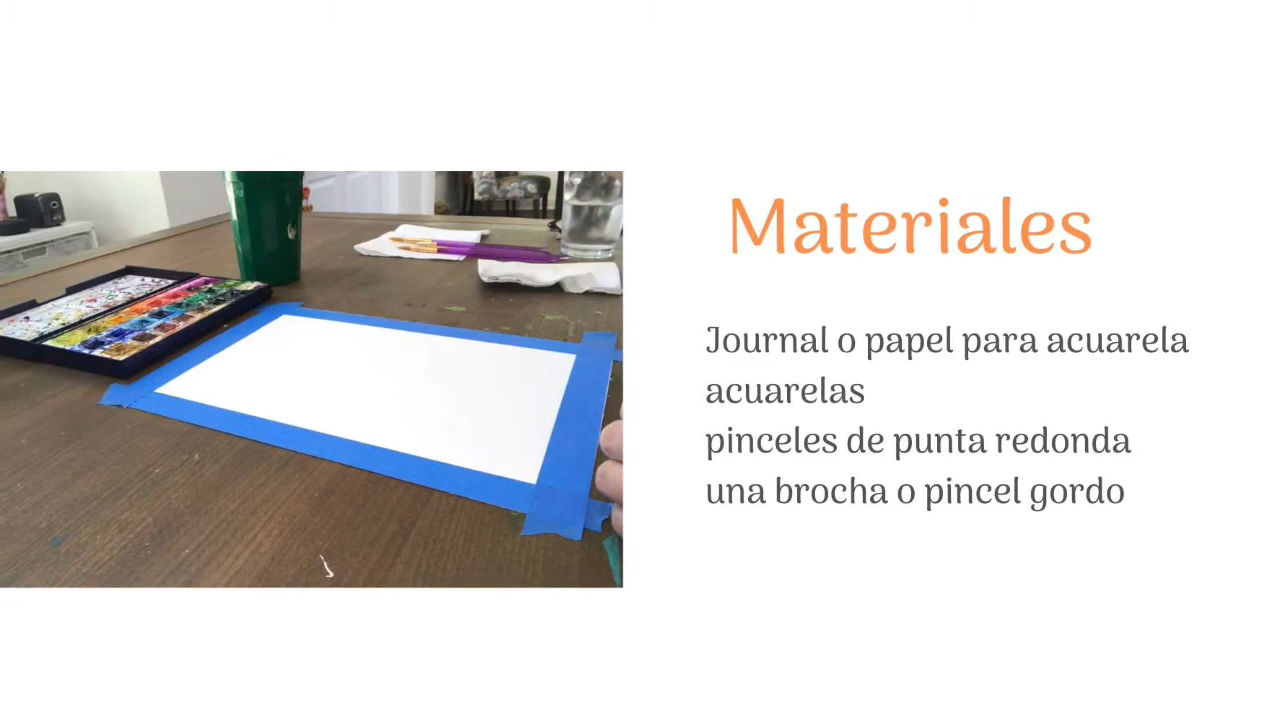 Materiales
Journal o papel para acuarela
acuarelas
pinceles de punta redonda
una brocha o pincel gordo